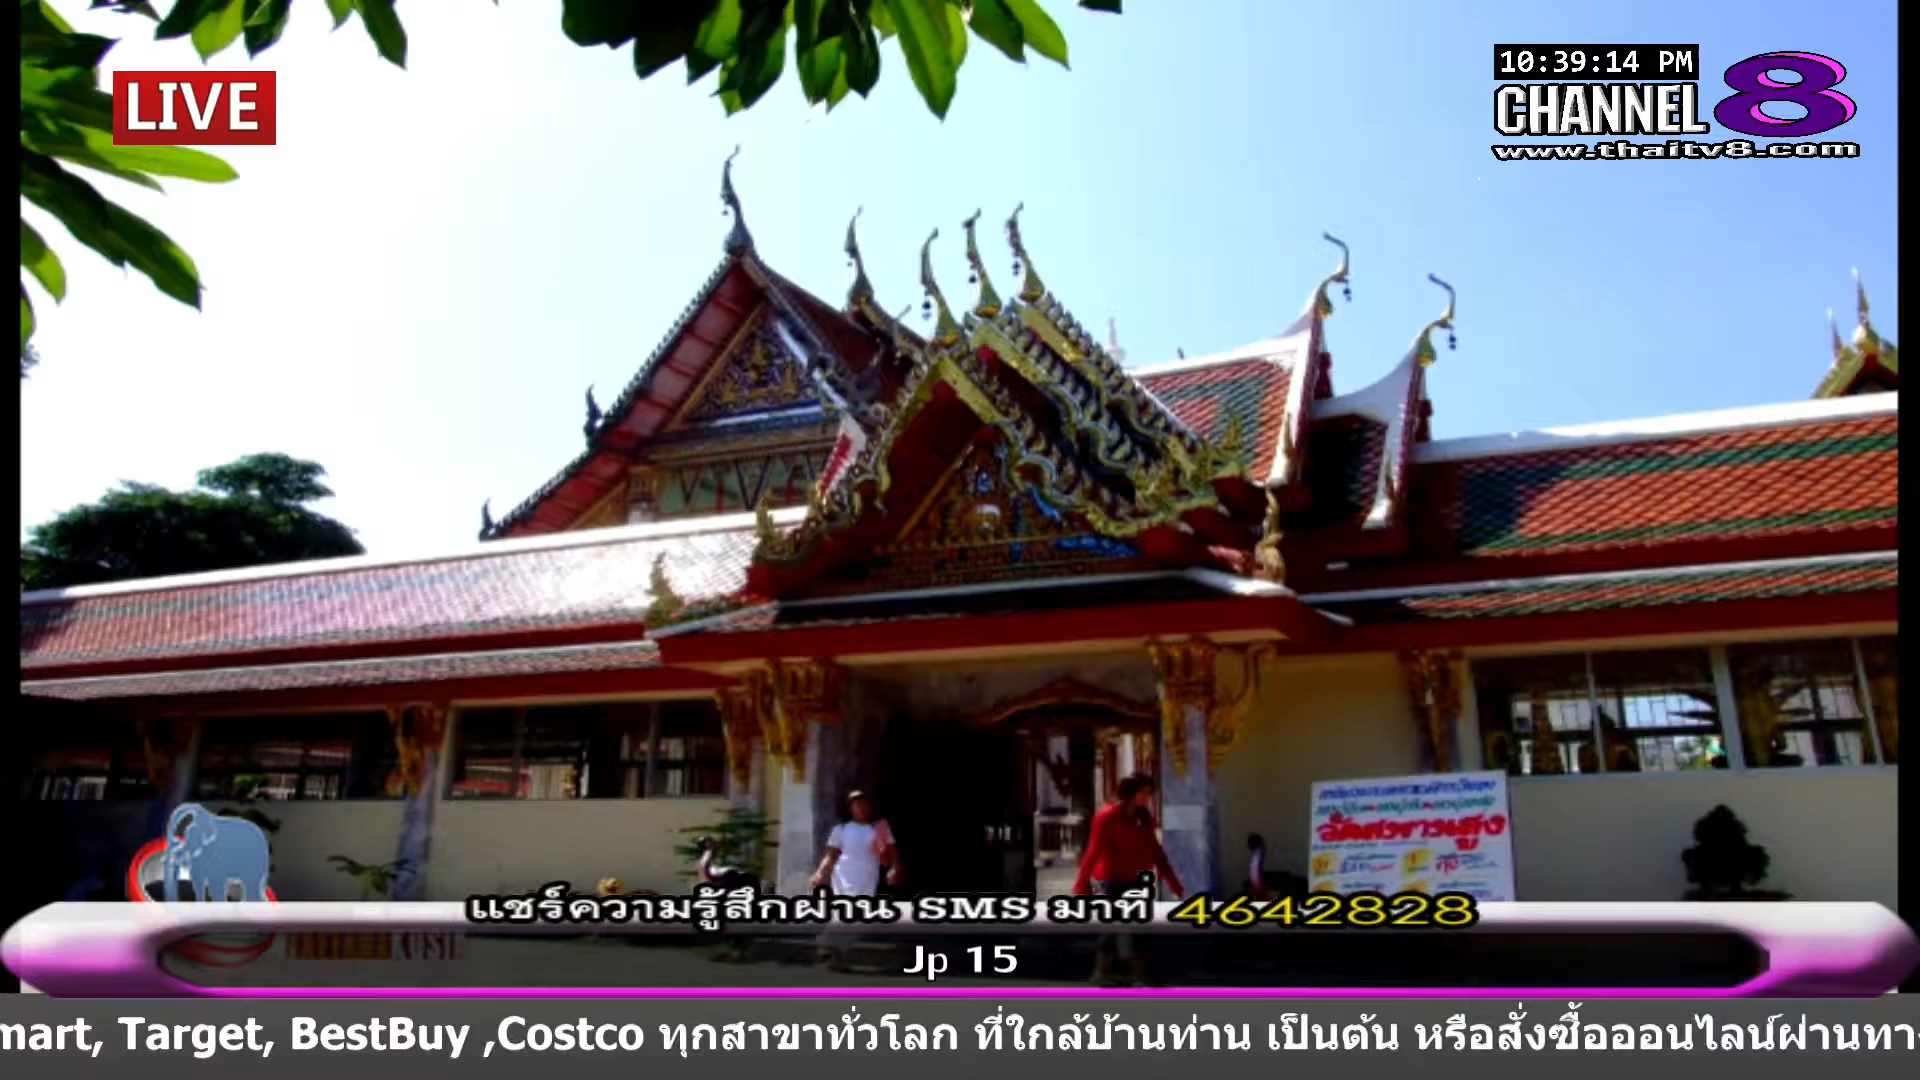 LIVE
10:39:14 PM
CHANNEL 8
www.thaitv8.com
แชร์ความรู้สึกผ่าน SMS มาที่ 4642828
Jp 15
mart, Target, BestBuy ,Costco ทุกสาขาทั่วโลก ที่ใกล้บ้านท่าน เป็นต้น หรือสั่งซื้อออนไลน์ผ่านทาง